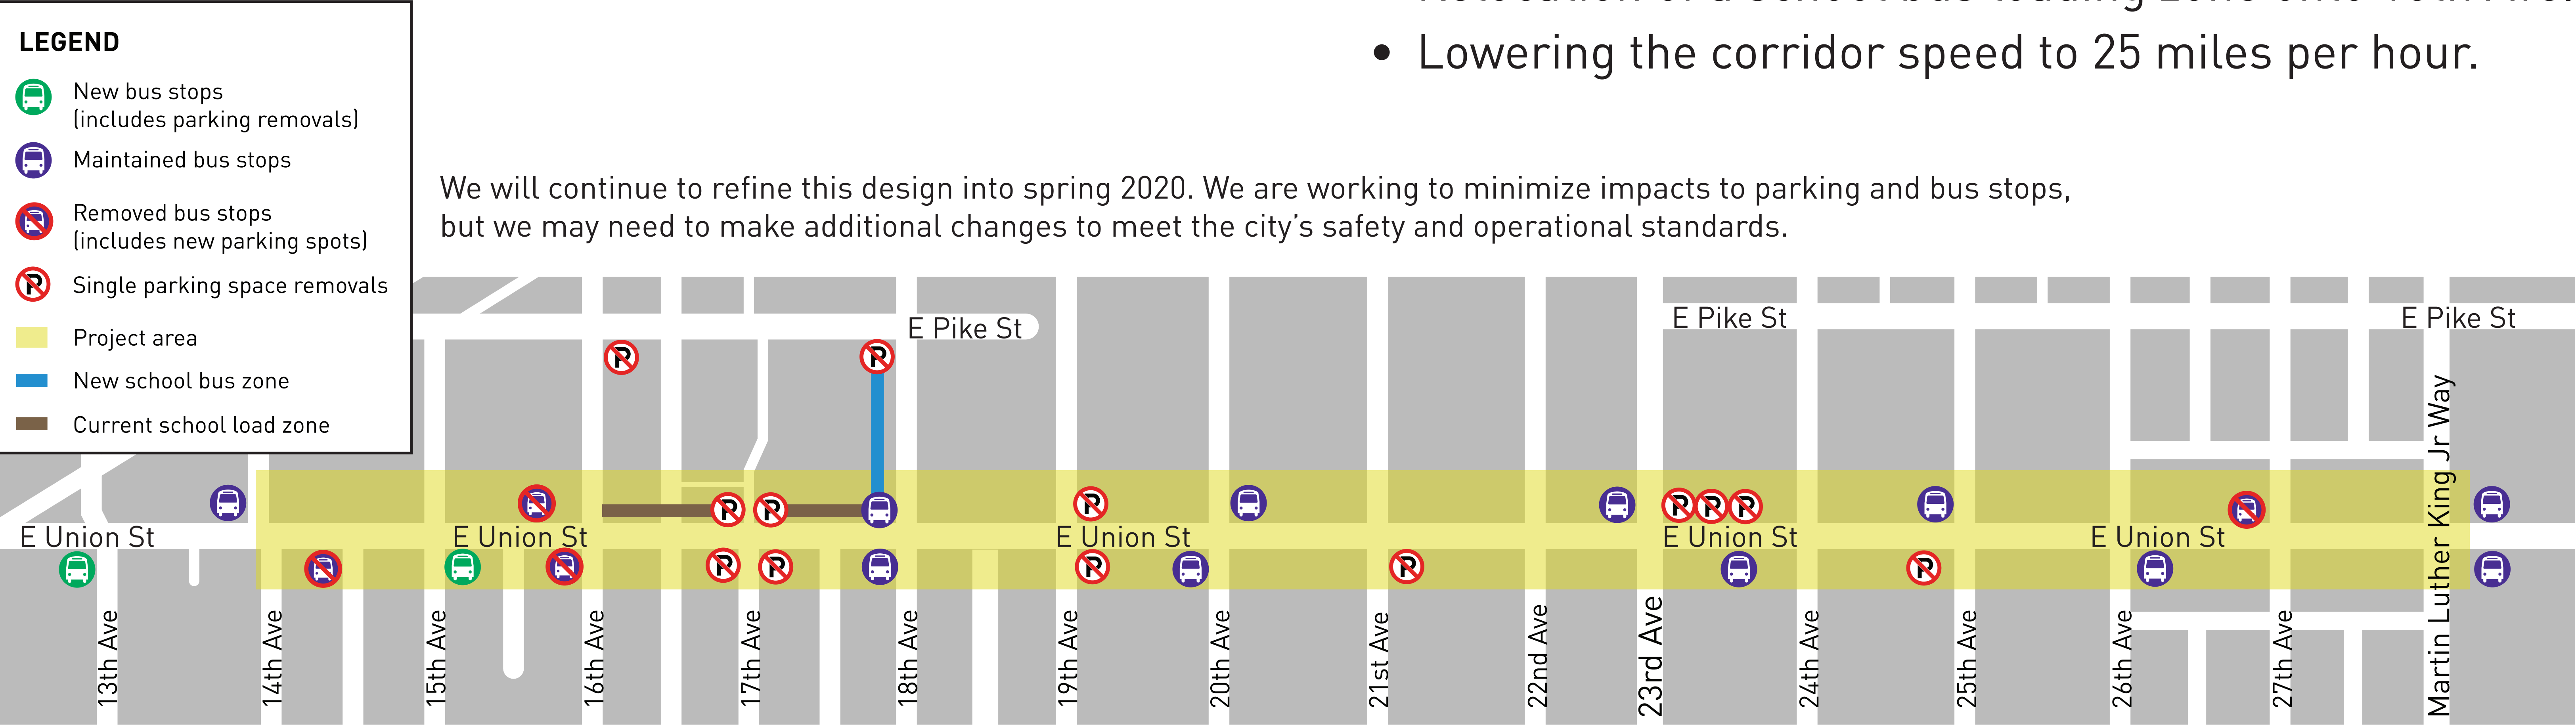 • Lowering the corridor speed to 25 miles per hour.
LEGEND
New bus stops
(includes parking removals)
Maintained bus stops
Removed bus stops
(includes new parking spots)
Single parking space removals
Project area
New school bus zone
Current school load zone
We will continue to refine this design into spring 2020. We are working to minimize impacts to parking and bus stops,
but we may need to make additional changes to meet the city's safety and operational standards.
E Pike St
E Pike St
E Pike St
E Union St
E Union St
E Union St
E Union St
E Union St
13th Ave
14th Ave
15th Ave
16th Ave
17th Ave
18th Ave
19th Ave
20th Ave
21st Ave
22nd Ave
23rd Ave
24th Ave
25th Ave
26th Ave
27th Ave
Martin Luther King Jr Way